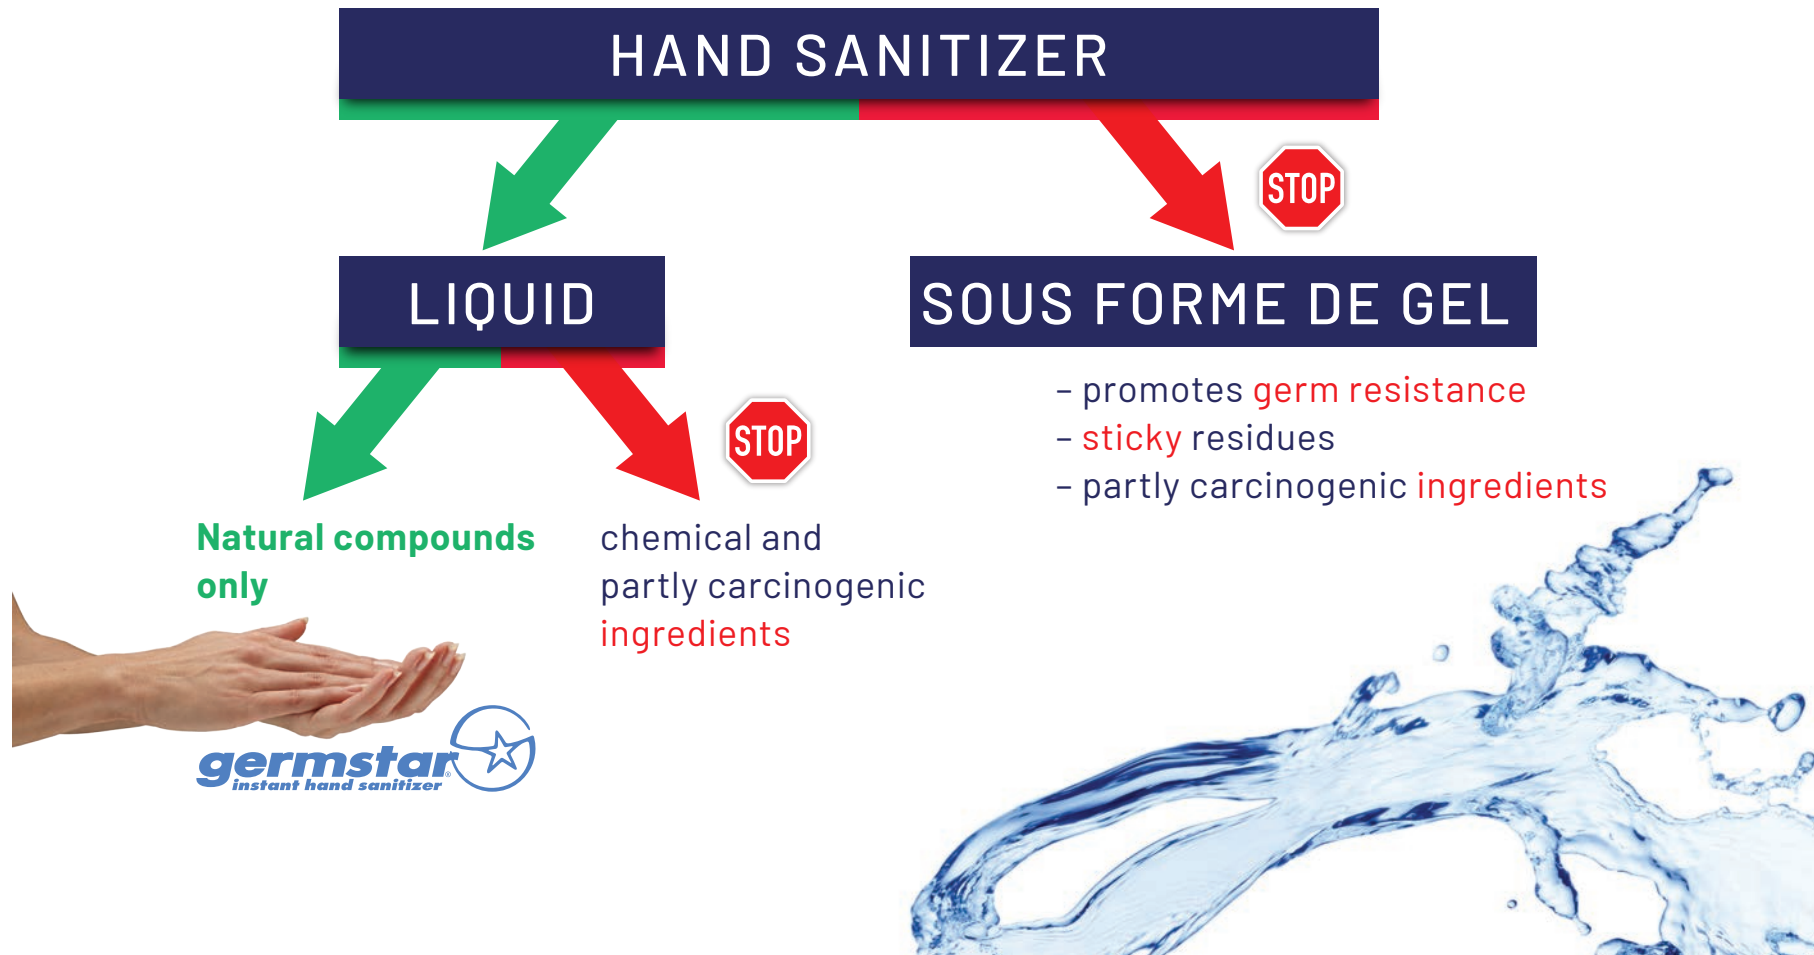 HAND SANITIZER
STOP
LIQUID
SOUS FORME DE GEL
– promotes germ resistance
– sticky residues
– partly carcinogenic ingredients
STOP
Natural compounds
only
chemical and
partly carcinogenic
ingredients
germstar®
instant hand sanitizer